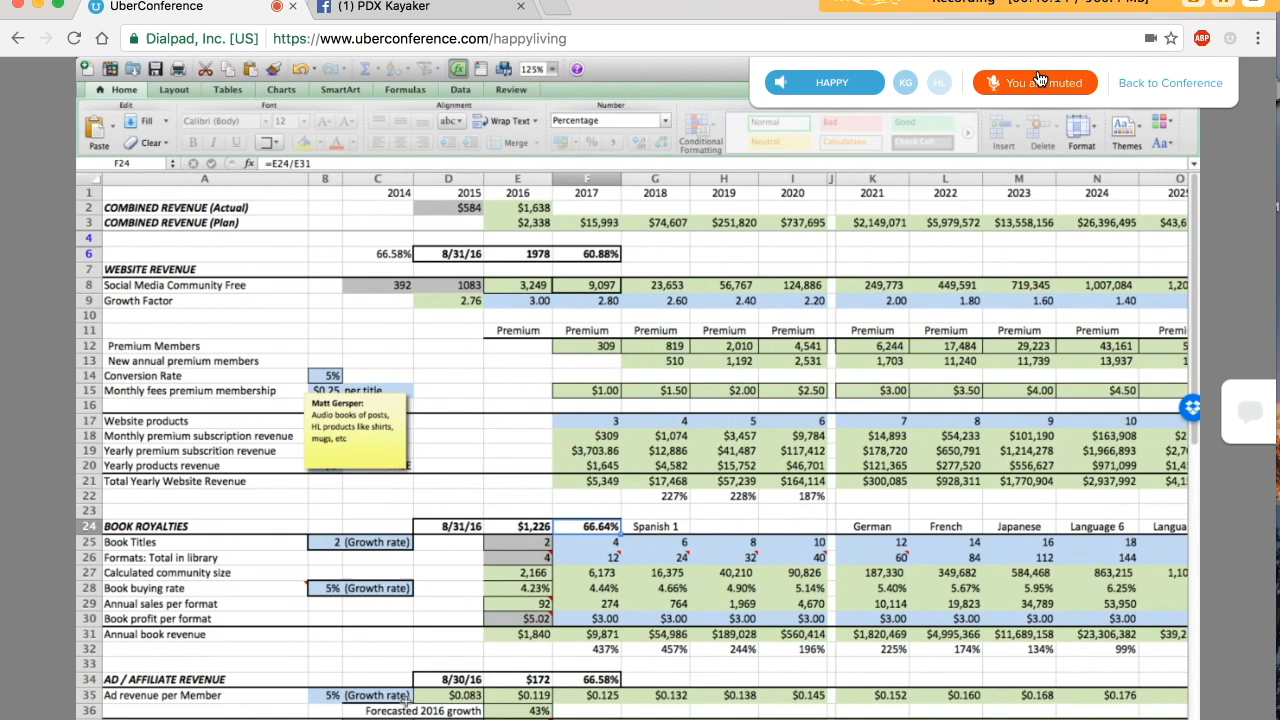 UberConference
(1) PDX Kayaker
Dialpad, Inc. [US] https://www.uberconference.com/happyliving
ABP
125%
HAPPY KG HL You are muted Back to Conference
Home Layout Tables Charts SmartArt Formulas Data Review
Edit Font Alignment Number
Paste Fill Calibri (Body) 12 abc Wrap Text Percentage Conditional Formatting Normal Bad Good Insert Delete Format Themes Aa
Clear B I U Merge Neutral Calculation Check Cell
F24 fx =E24/E31
A B C D E F G H I J K L M N O
1 2014 2015 2016 2017 2018 2019 2020 2021 2022 2023 2024 2025
2 COMBINED REVENUE (Actual) $584 $1,638
3 COMBINED REVENUE (Plan) $2,338 $15,993 $74,607 $251,820 $737,695 $2,149,071 $5,979,572 $13,558,156 $26,396,495 $43,6
4
6 66.58% 8/31/16 1978 60.88%
7 WEBSITE REVENUE
8 Social Media Community Free 392 1083 3,249 9,097 23,653 56,767 124,886 249,773 449,591 719,345 1,007,084 1,20
9 Growth Factor 2.76 3.00 2.80 2.60 2.40 2.20 2.00 1.80 1.60 1.40
10
11 Premium Premium Premium Premium Premium Premium Premium Premium Premium
12 Premium Members 309 819 2,010 4,541 6,244 17,484 29,223 43,161
13 New annual premium members 510 1,192 2,531 1,703 11,240 11,739 13,937
14 Conversion Rate 5%
15 Monthly fees premium membership $0.25 per title $1.00 $1.50 $2.00 $2.50 $3.00 $3.50 $4.00 $4.50
16
Matt Gersper:
Audio books of posts,
HL products like shirts,
mugs, etc
17 Website products 3 4 5 6 7 8 9 10
18 Monthly premium subscription revenue $309 $1,074 $3,457 $9,784 $14,893 $54,233 $101,190 $163,908 $2
19 Yearly premium subscrition revenue $3,703.86 $12,886 $41,487 $117,412 $178,720 $650,791 $1,214,278 $1,966,893 $2,7
20 Yearly products revenue $1,645 $4,582 $15,752 $46,701 $121,365 $277,520 $556,627 $971,099 $1,4
21 Total Yearly Website Revenue $5,349 $17,468 $57,239 $164,114 $300,085 $928,311 $1,770,904 $2,937,992 $4,1
22 227% 228% 187%
23
24 BOOK ROYALTIES 8/31/16 $1,226 66.64% Spanish 1 German French Japanese Language 6 Langua
25 Book Titles 2 (Growth rate) 2 4 6 8 10 12 14 16 18
26 Formats: Total in library 4 12 24 32 40 60 84 112 144
27 Calculated community size 2,166 6,173 16,375 40,210 90,826 187,330 349,682 584,468 863,215 1,10
28 Book buying rate 5% (Growth rate) 4.23% 4.44% 4.66% 4.90% 5.14% 5.40% 5.67% 5.95% 6.25%
29 Annual sales per format 92 274 764 1,969 4,670 10,114 19,823 34,789 53,950
30 Book profit per format $5.02 $3.00 $3.00 $3.00 $3.00 $3.00 $3.00 $3.00 $3.00
31 Annual book revenue $1,840 $9,871 $54,986 $189,028 $560,414 $1,820,469 $4,995,366 $11,689,158 $23,306,382 $39,2
32 437% 457% 244% 196% 225% 174% 134% 99%
33
34 AD / AFFILIATE REVENUE 8/30/16 $172 66.58%
35 Ad revenue per Member 5% (Growth rate) $0.083 $0.119 $0.125 $0.132 $0.138 $0.145 $0.152 $0.160 $0.168 $0.176
36 Forecasted 2016 growth 43%